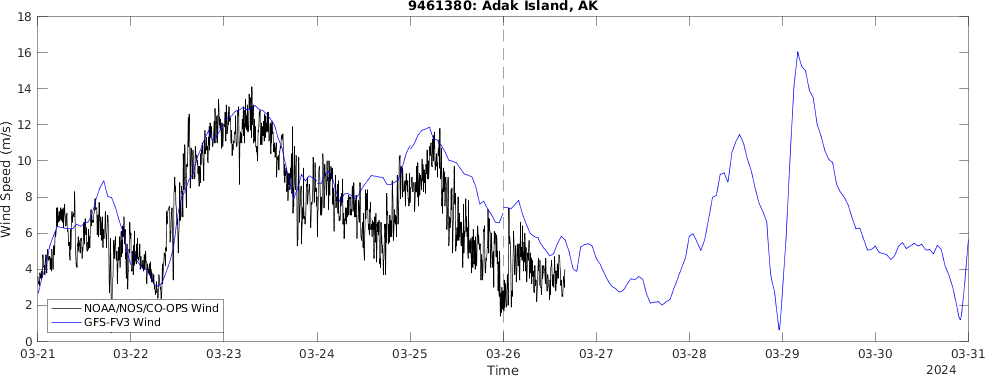 9461380: Adak Island, AK
18
16
14
12
10
8
6
4
2
0
Wind Speed (m/s)
NOAA/NOS/CO-OPS Wind
GFS-FV3 Wind
03-21 03-22 03-23 03-24 03-25 03-26 03-27 03-28 03-29 03-30 03-31
Time
2024